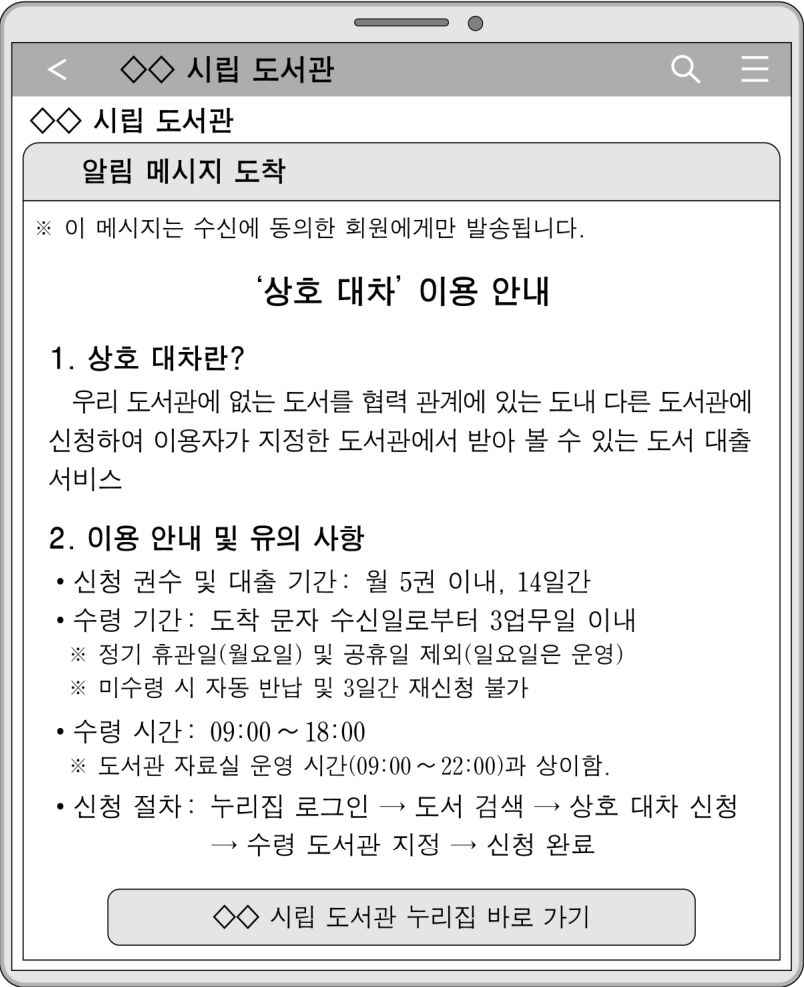 ◇◇ 시립 도서관
◇◇ 시립 도서관
알림 메시지 도착
※ 이 메시지는 수신에 동의한 회원에게만 발송됩니다.
‘상호 대차’ 이용 안내
1. 상호 대차란?
우리 도서관에 없는 도서를 협력 관계에 있는 도내 다른 도서관에
신청하여 이용자가 지정한 도서관에서 받아 볼 수 있는 도서 대출
서비스
2. 이용 안내 및 유의 사항
• 신청 권수 및 대출 기간: 월 5권 이내, 14일간
• 수령 기간: 도착 문자 수신일로부터 3업무일 이내
※ 정기 휴관일(월요일) 및 공휴일 제외(일요일은 운영)
※ 미수령 시 자동 반납 및 3일간 재신청 불가
• 수령 시간: 09:00 ~ 18:00
※ 도서관 자료실 운영 시간(09:00 ~ 22:00)과 상이함.
• 신청 절차: 누리집 로그인 → 도서 검색 → 상호 대차 신청
→ 수령 도서관 지정 → 신청 완료
◇◇ 시립 도서관 누리집 바로 가기